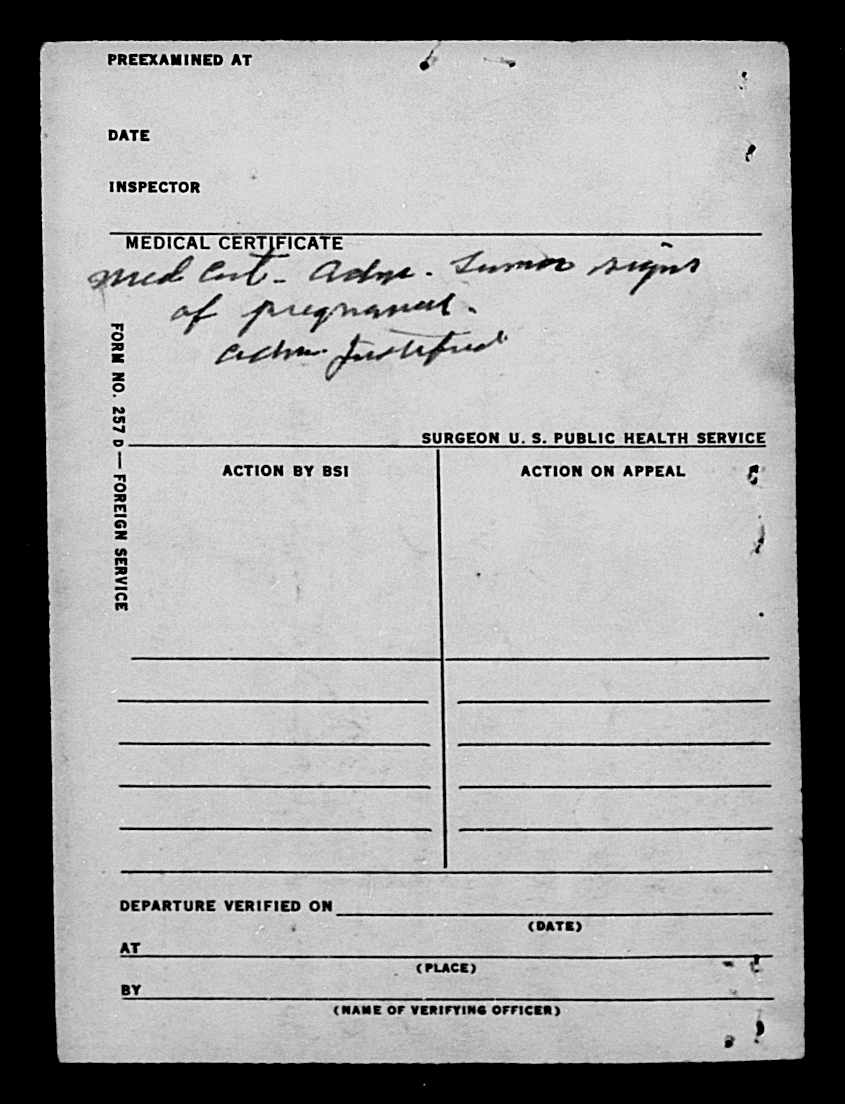 PREEXAMINED AT
DATE
INSPECTOR
MEDICAL CERTIFICATE
Med Cert - signs
of pregnancy.
Adm. Justified
FORM NO. 257 D — FOREIGN SERVICE
SURGEON U. S. PUBLIC HEALTH SERVICE
ACTION BY BSI
ACTION ON APPEAL
DEPARTURE VERIFIED ON
(DATE)
AT
(PLACE)
BY
(NAME OF VERIFYING OFFICER)